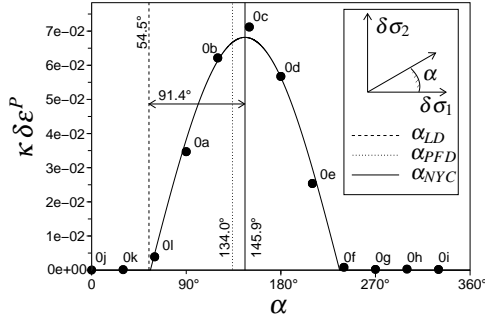 7e-02
6e-02
5e-02
4e-02
3e-02
2e-02
1e-02
0e+00
κ δε^P
54.5°
91.4°
134.0°
145.9°
0a
0b
0c
0d
0e
0f
0g
0h
0i
0j
0k
0l
δσ2
α
δσ1
α_LD
α_PFD
α_NYC
0 90° 180° 270° 360°
α